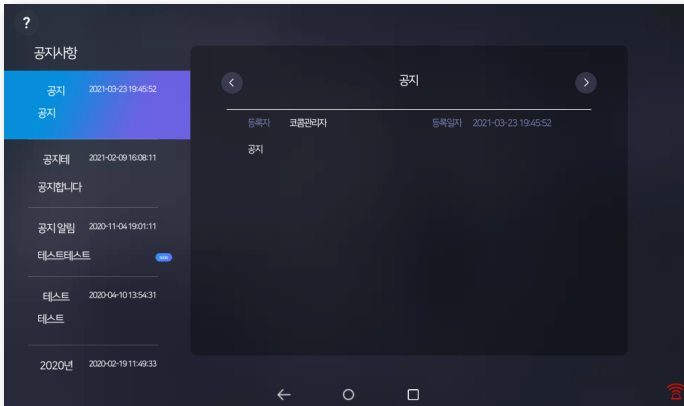 ?
공지사항
공지 2021-03-23 19:45:52
공지
공지테 2021-02-09 16:08:11
공지합니다
공지 알림 2020-11-04 19:01:11
테스트테스트
테스트 2020-04-10 13:54:31
테스트
2020년 2020-02-19 11:49:33
공지
등록자 코콤관리자 등록일자 2021-03-23 19:45:52
공지